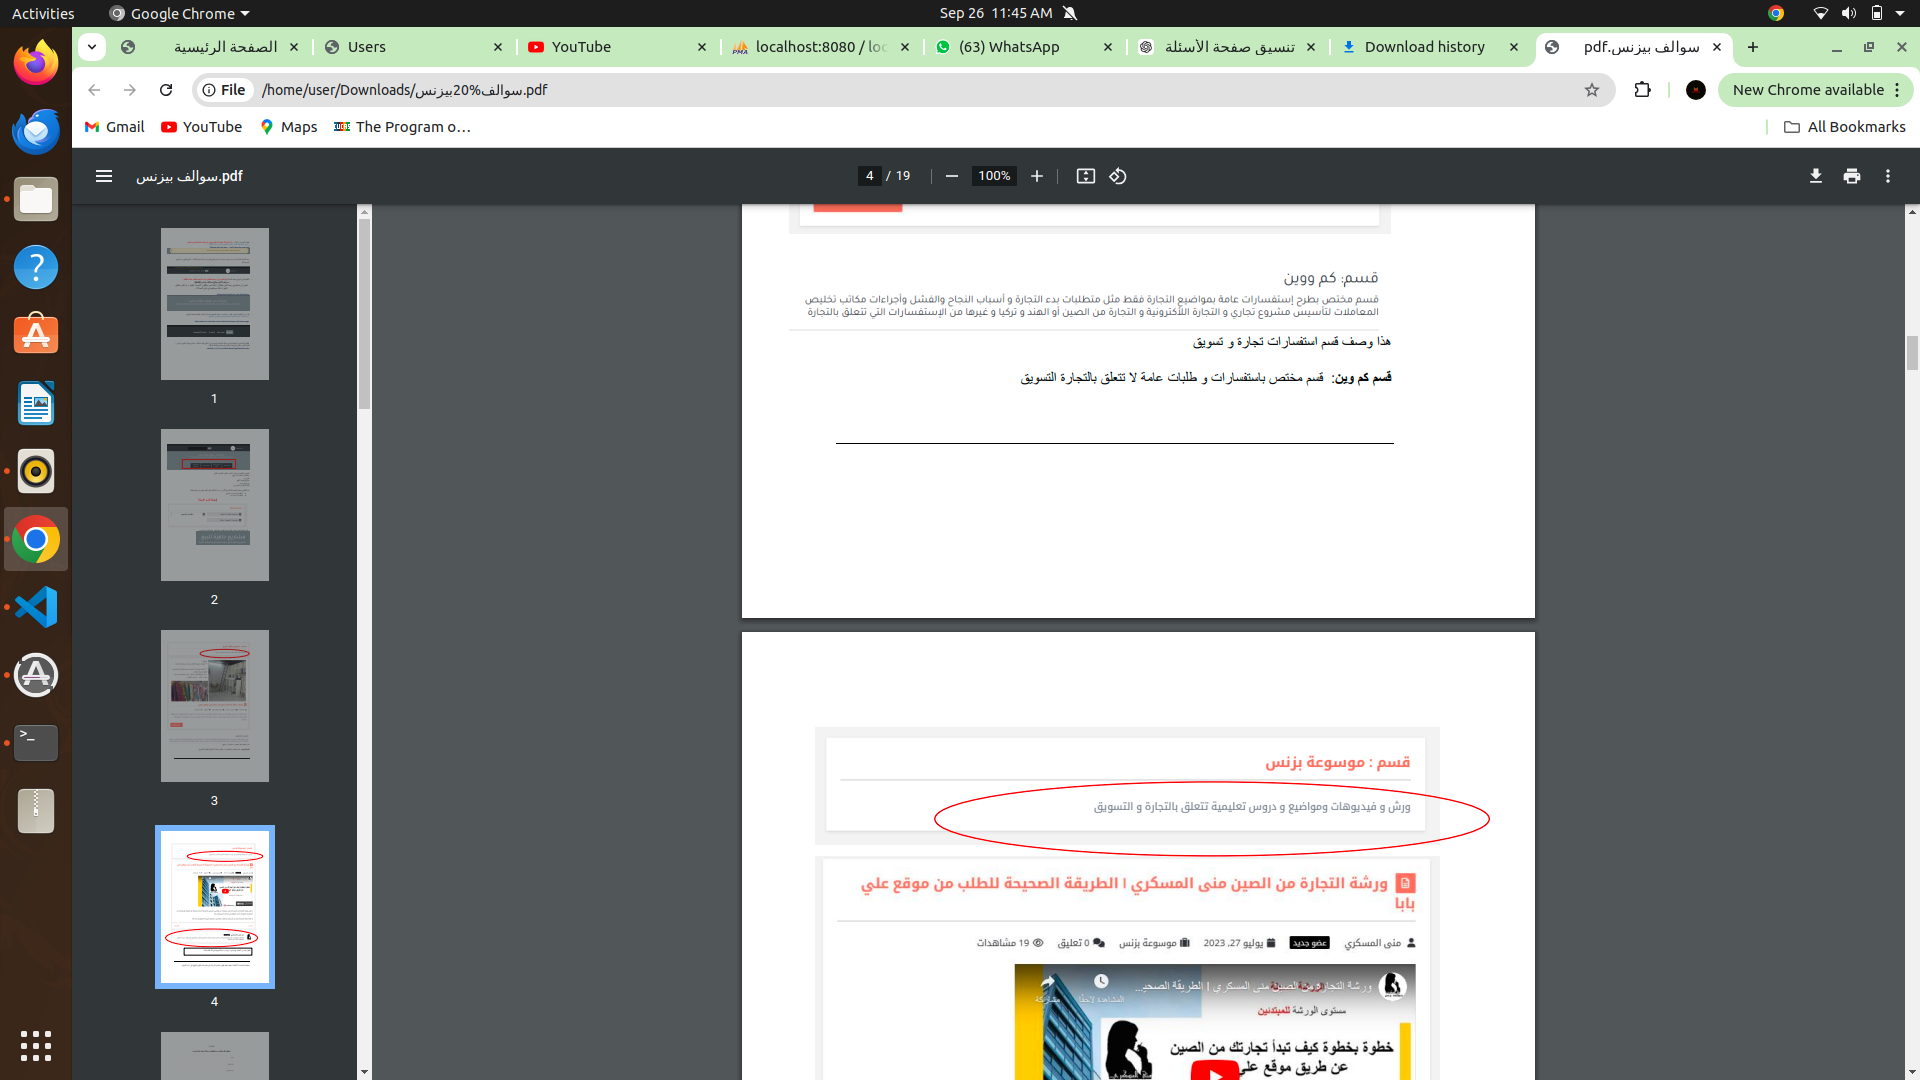 Activities
Google Chrome
Sep 26 11:45 AM
الصفحة الرئيسية
Users
YouTube
localhost:8080 / loc
(63) WhatsApp
تنسيق صفحة الأسئلة
Download history
سوالف بيزنس.pdf
File
/home/user/Downloads/سوالف%20بيزنس.pdf
New Chrome available
Gmail
YouTube
Maps
The Program o…
All Bookmarks
سوالف بيزنس.pdf
4 / 19
100%
1
2
3
4
قسم: كم ووين
قسم مختص بطرح إستفسارات عامة بمواضيع التجارة فقط مثل متطلبات بدء التجارة و أسباب النجاح والفشل وأجراءات مكاتب تخليص
المعاملات لتأسيس مشروع تجاري و التجارة اللأكترونية و التجارة من الصين أو الهند و تركيا و غيرها من الإستفسارات التي تتعلق بالتجارة
هذا وصف قسم استفسارات تجارة و تسويق
قسم كم وين: قسم مختص باستفسارات و طلبات عامة لا تتعلق بالتجارة التسويق
قسم : موسوعة بزنس
ورش و فيديوهات ومواضيع و دروس تعليمية تتعلق بالتجارة و التسويق
ورشة التجارة من الصين منى المسكري | الطريقة الصحيحة للطلب من موقع علي
بابا
منى المسكري
عضو جديد
يوليو 27, 2023
موسوعة بزنس
0 تعليق
19 مشاهدات
ورشة التجارة من الصين منى المسكري | الطريقة الصحيـ...
المشاهدة لاحقًا
مشاركة
مستوى الورشة للمبتدئين
خطوة بخطوة كيف تبدأ تجارتك من الصين
عن طريق موقع علي